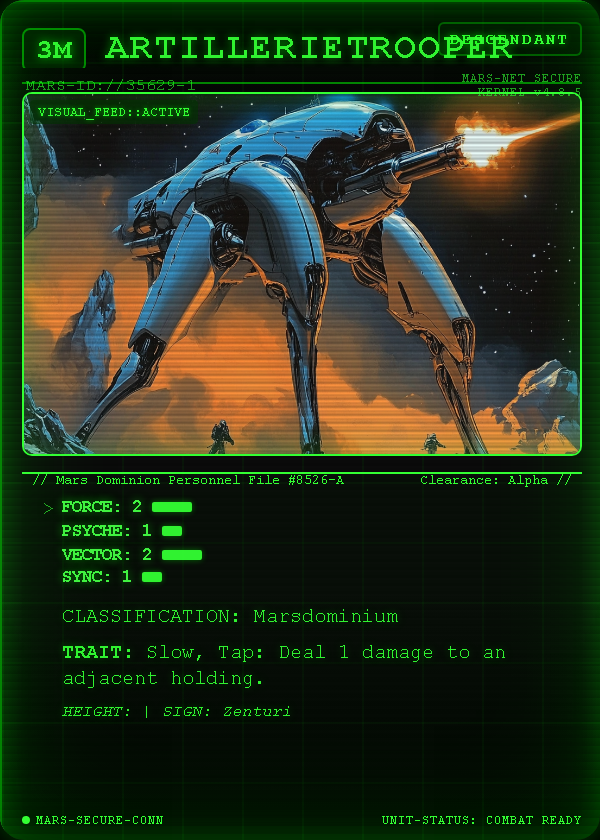 3M ARTILLERIETROOPER DESCENDANT
MARS-ID://35629-1
MARS-NET SECURE
KERNEL v4.8.5
VISUAL_FEED::ACTIVE
// Mars Dominion Personnel File #8526-A Clearance: Alpha //
> FORCE: 2
PSYCHE: 1
VECTOR: 2
SYNC: 1
CLASSIFICATION: Marsdominium
TRAIT: Slow, Tap: Deal 1 damage to an
adjacent holding.
HEIGHT: | SIGN: Zenturi
MARS-SECURE-CONN UNIT-STATUS: COMBAT READY